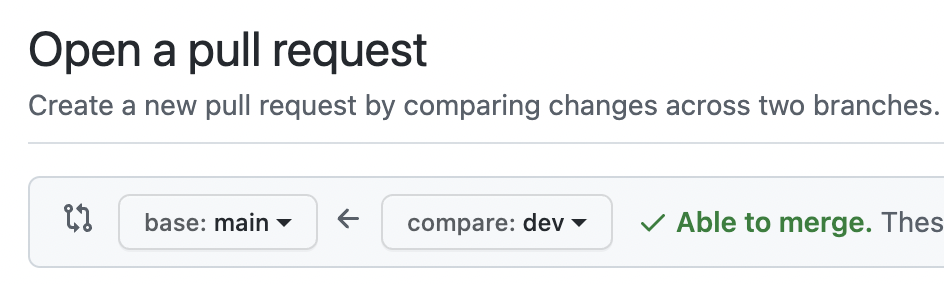 Open a pull request
Create a new pull request by comparing changes across two branches.
base: main compare: dev Able to merge.